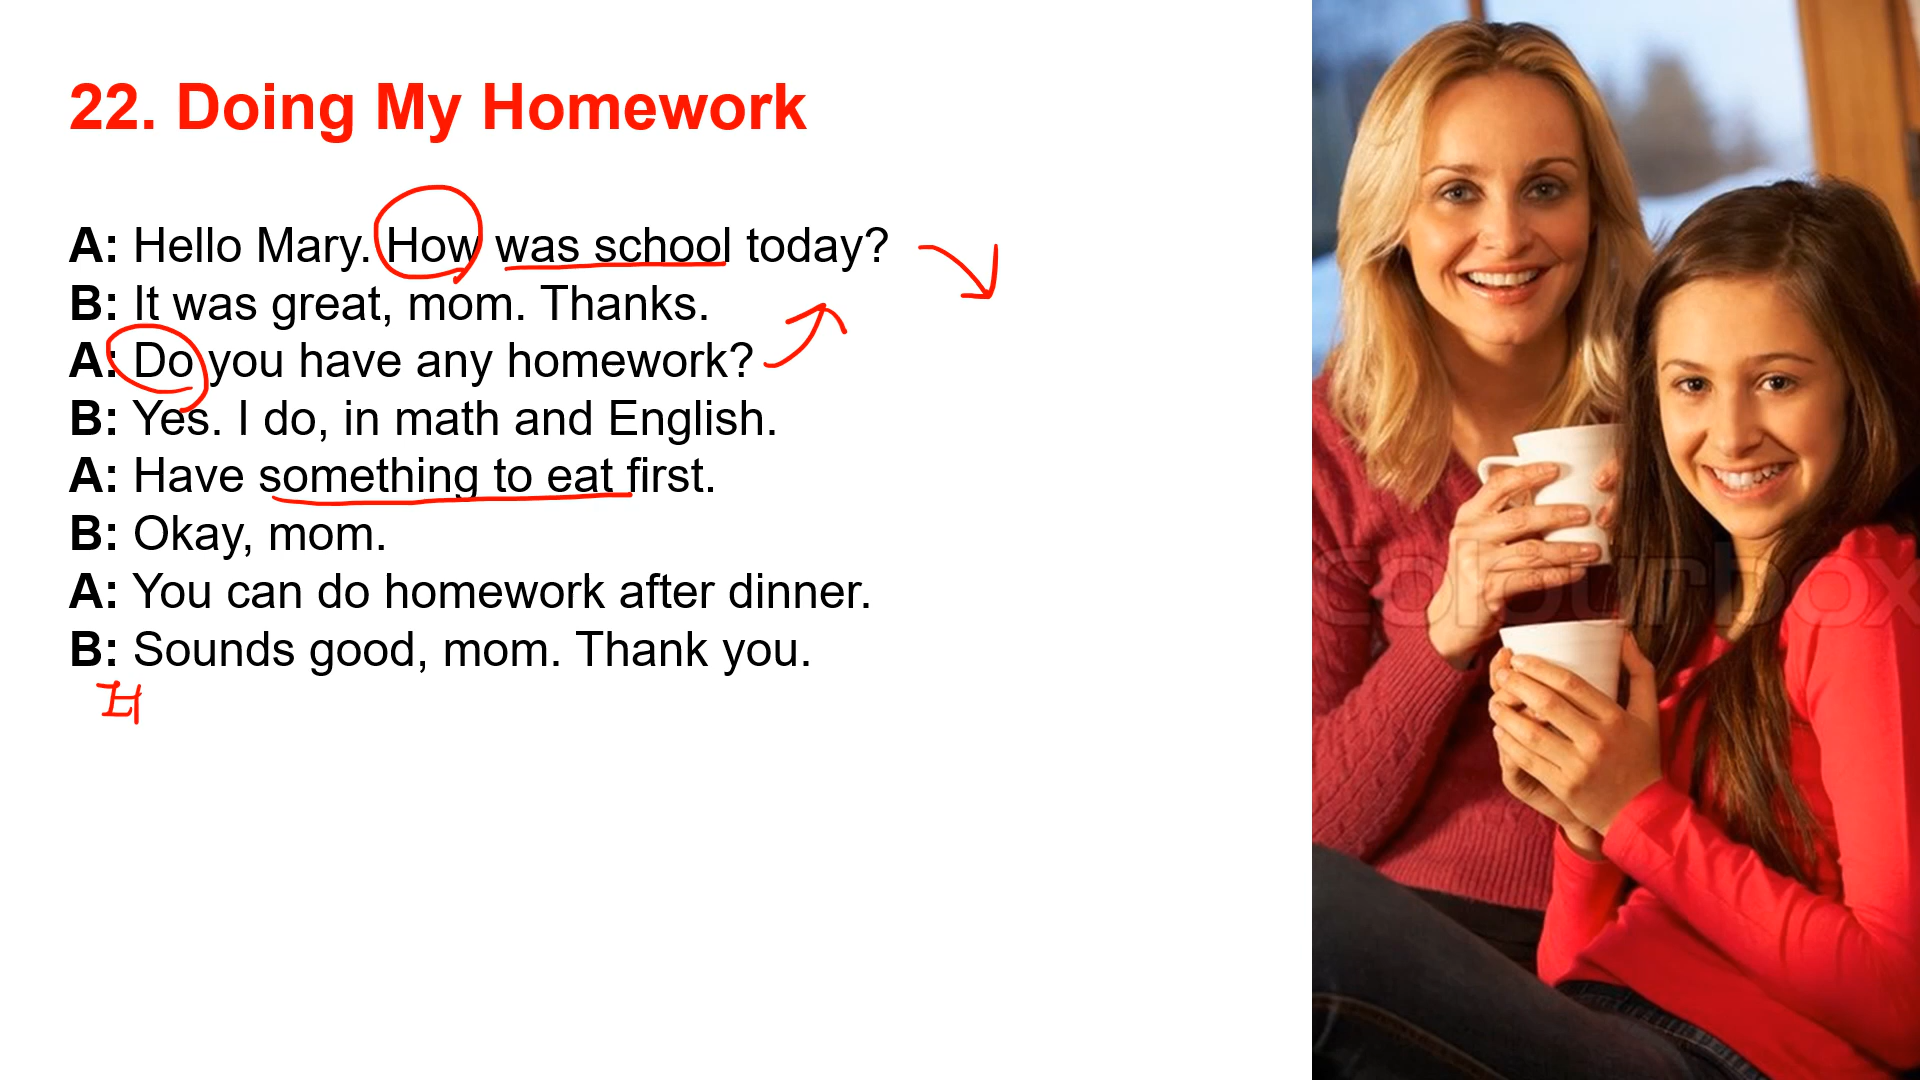 22. Doing My Homework
A: Hello Mary. How was school today?
B: It was great, mom. Thanks.
A: Do you have any homework?
B: Yes. I do, in math and English.
A: Have something to eat first.
B: Okay, mom.
A: You can do homework after dinner.
B: Sounds good, mom. Thank you.
colourbox